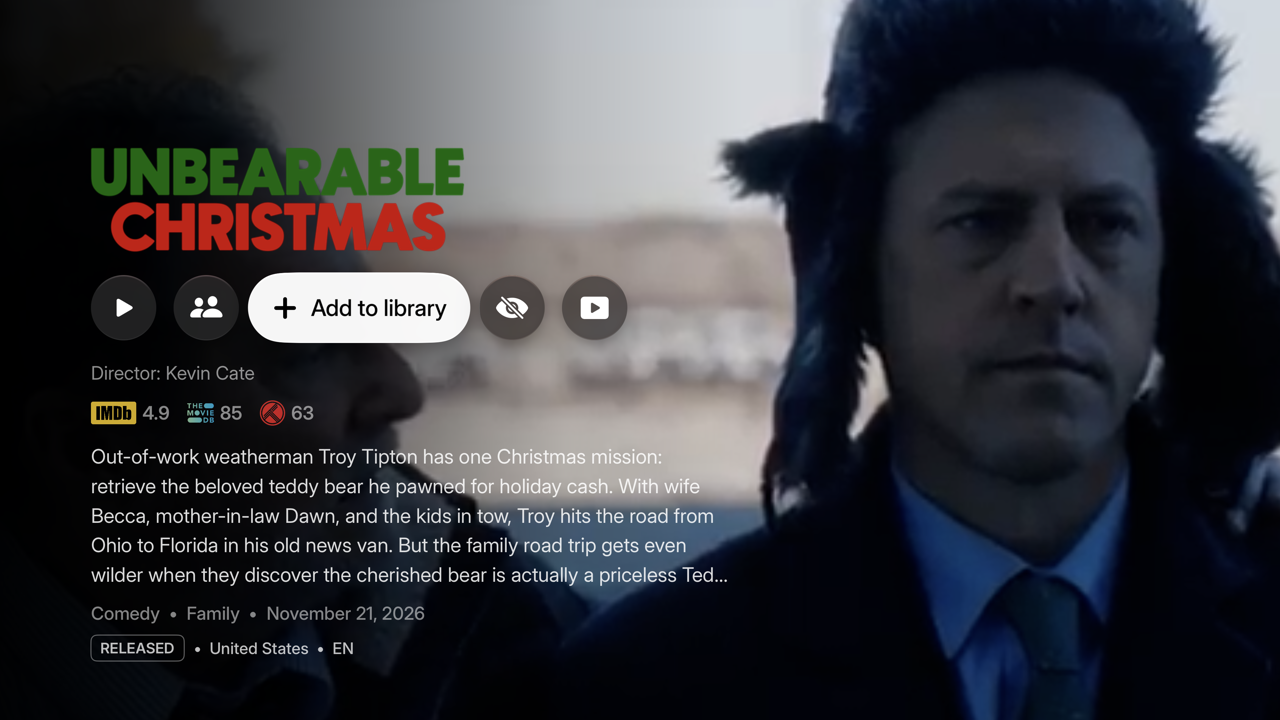 UNBEARABLE
CHRISTMAS
Add to library
Director: Kevin Cate
IMDb 4.9 THE MOVIE DB 85 63
Out-of-work weatherman Troy Tipton has one Christmas mission:
retrieve the beloved teddy bear he pawned for holiday cash. With wife
Becca, mother-in-law Dawn, and the kids in tow, Troy hits the road from
Ohio to Florida in his old news van. But the family road trip gets even
wilder when they discover the cherished bear is actually a priceless Ted...
Comedy • Family • November 21, 2026
RELEASED • United States • EN